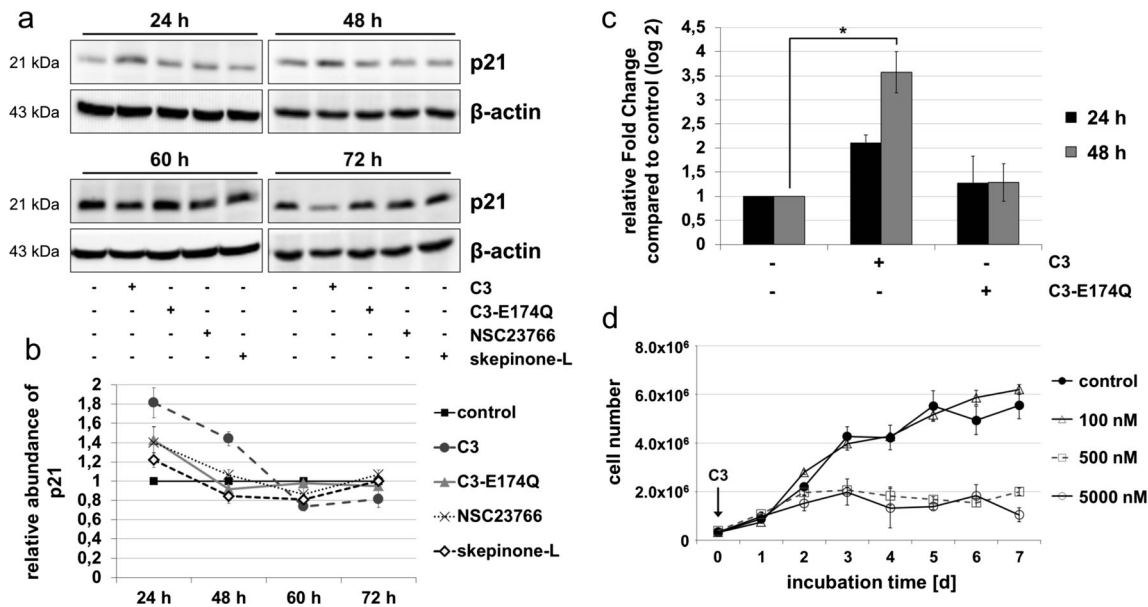 a
24 h 48 h
21 kDa p21
43 kDa ß-actin
60 h 72 h
21 kDa p21
43 kDa ß-actin
- + - - - - + - - - C3
- - + - - - - + - - C3-E174Q
- - - + - - - - + - NSC23766
- - - - + - - - - + skepinone-L
b
relative abundance of
p21
2
1,8
1,6
1,4
1,2
1
0,8
0,6
0,4
0,2
0
24 h 48 h 60 h 72 h
control
C3
C3-E174Q
NSC23766
skepinone-L
c
relative Fold Change
compared to control (log 2)
4,5
4
3,5
3
2,5
2
1,5
1
0,5
0
*
24 h
48 h
- + - C3
- - + C3-E174Q
d
cell number
8.0x10⁶
6.0x10⁶
4.0x10⁶
2.0x10⁶
0
C3
0 1 2 3 4 5 6 7
incubation time [d]
control
100 nM
500 nM
5000 nM